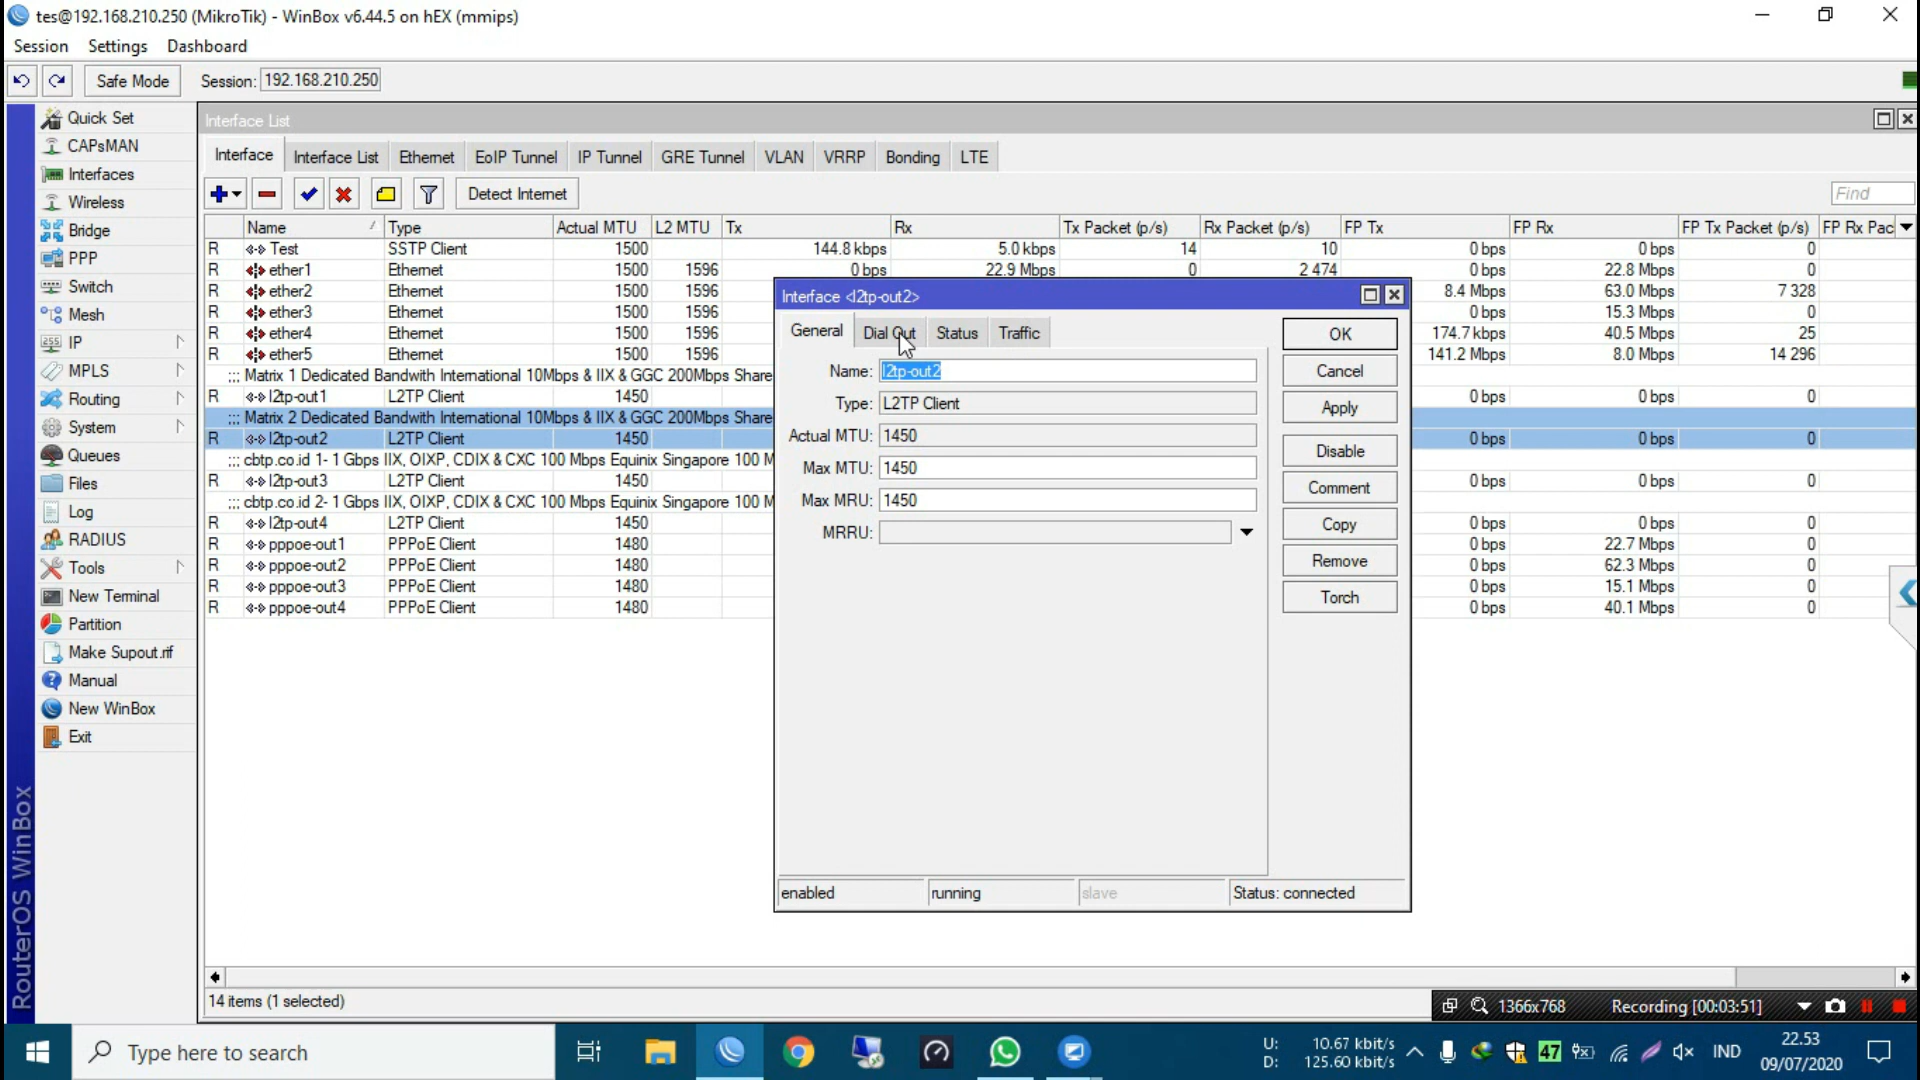 tes@192.168.210.250 (MikroTik) - WinBox v6.44.5 on hEX (mmips)
Session Settings Dashboard
Safe Mode Session: 192.168.210.250
Quick Set
CAPsMAN
Interfaces
Wireless
Bridge
PPP
Switch
Mesh
IP
MPLS
Routing
System
Queues
Files
Log
RADIUS
Tools
New Terminal
Partition
Make Supout.rif
Manual
New WinBox
Exit
RouterOS WinBox
Interface List
Interface Interface List Ethernet EoIP Tunnel IP Tunnel GRE Tunnel VLAN VRRP Bonding LTE
Detect Internet Find
Name Type Actual MTU L2 MTU Tx Rx Tx Packet (p/s) Rx Packet (p/s) FP Tx FP Rx FP Tx Packet (p/s) FP Rx Pac
R Test SSTP Client 1500 144.8 kbps 5.0 kbps 14 10 0 bps 0 bps 0
R ether1 Ethernet 1500 1596 0 bps 22.9 Mbps 0 2 474 0 bps 22.8 Mbps 0
R ether2 Ethernet 1500 1596 8.4 Mbps 63.0 Mbps 7 328
R ether3 Ethernet 1500 1596 0 bps 15.3 Mbps 0
R ether4 Ethernet 1500 1596 174.7 kbps 40.5 Mbps 25
R ether5 Ethernet 1500 1596 141.2 Mbps 8.0 Mbps 14 296
;;; Matrix 1 Dedicated Bandwith International 10Mbps & IIX & GGC 200Mbps Share
R l2tp-out1 L2TP Client 1450 0 bps 0 bps 0
;;; Matrix 2 Dedicated Bandwith International 10Mbps & IIX & GGC 200Mbps Share
R l2tp-out2 L2TP Client 1450 0 bps 0 bps 0
;;; cbtp.co.id 1- 1 Gbps IIX, OIXP, CDIX & CXC 100 Mbps Equinix Singapore 100 M
R l2tp-out3 L2TP Client 1450 0 bps 0 bps 0
;;; cbtp.co.id 2- 1 Gbps IIX, OIXP, CDIX & CXC 100 Mbps Equinix Singapore 100 M
R l2tp-out4 L2TP Client 1450 0 bps 0 bps 0
R pppoe-out1 PPPoE Client 1480 0 bps 22.7 Mbps 0
R pppoe-out2 PPPoE Client 1480 0 bps 62.3 Mbps 0
R pppoe-out3 PPPoE Client 1480 0 bps 15.1 Mbps 0
R pppoe-out4 PPPoE Client 1480 0 bps 40.1 Mbps 0
Interface <l2tp-out2>
General Dial Out Status Traffic
Name: l2tp-out2
Type: L2TP Client
Actual MTU: 1450
Max MTU: 1450
Max MRU: 1450
MRRU:
OK
Cancel
Apply
Disable
Comment
Copy
Remove
Torch
enabled running slave Status: connected
14 items (1 selected)
1366x768 Recording [00:03:51]
Type here to search
U: 10.67 kbit/s
D: 125.60 kbit/s
47
IND
22.53
09/07/2020